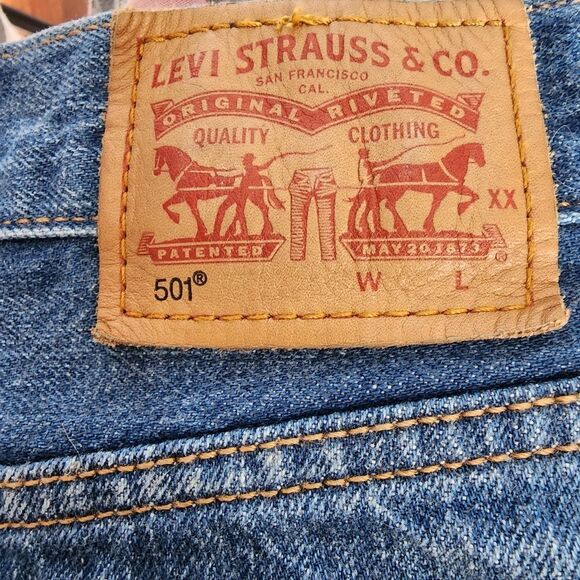 LEVI STRAUSS & CO.
SAN FRANCISCO
CAL.
ORIGINAL RIVETED
QUALITY CLOTHING
XX
PATENTED MAY 20 1873
®
501® W L